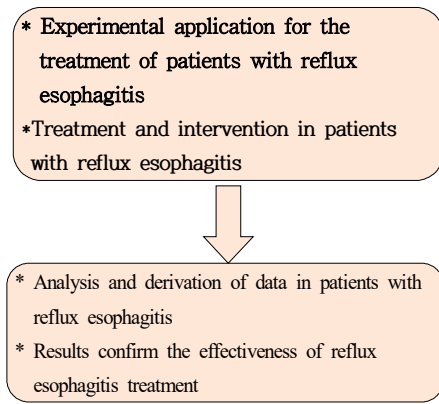 * Experimental application for the
treatment of patients with reflux
esophagitis
*Treatment and intervention in patients
with reflux esophagitis
* Analysis and derivation of data in patients with
reflux esophagitis
* Results confirm the effectiveness of reflux
esophagitis treatment